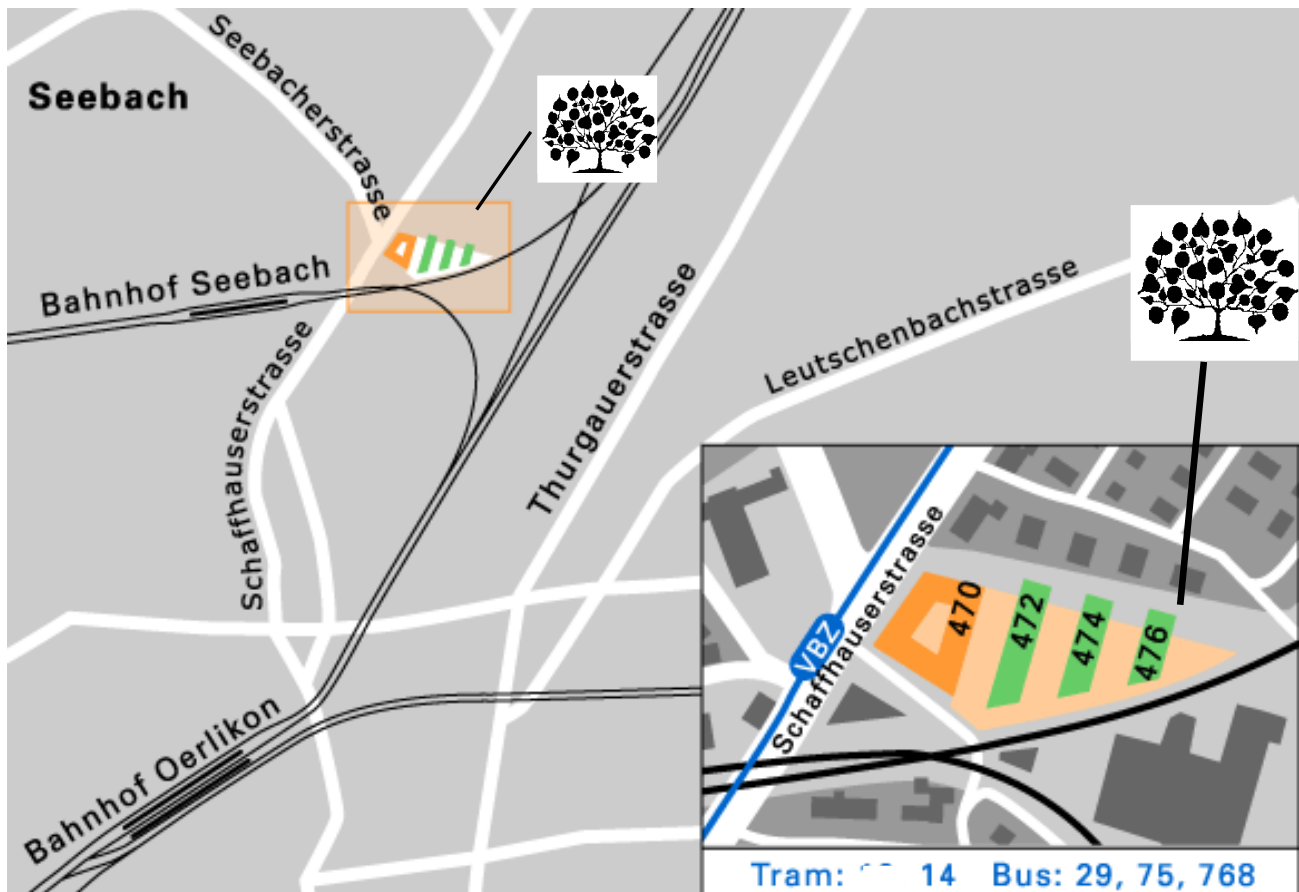 Seebach
Seebacherstrasse
Bahnhof Seebach
Schaffhauserstrasse
Thurgauerstrasse
Leutschenbachstrasse
Bahnhof Oerlikon
Schaffhauserstrasse
VBZ
470
472
474
476
Tram: 14 Bus: 29, 75, 768